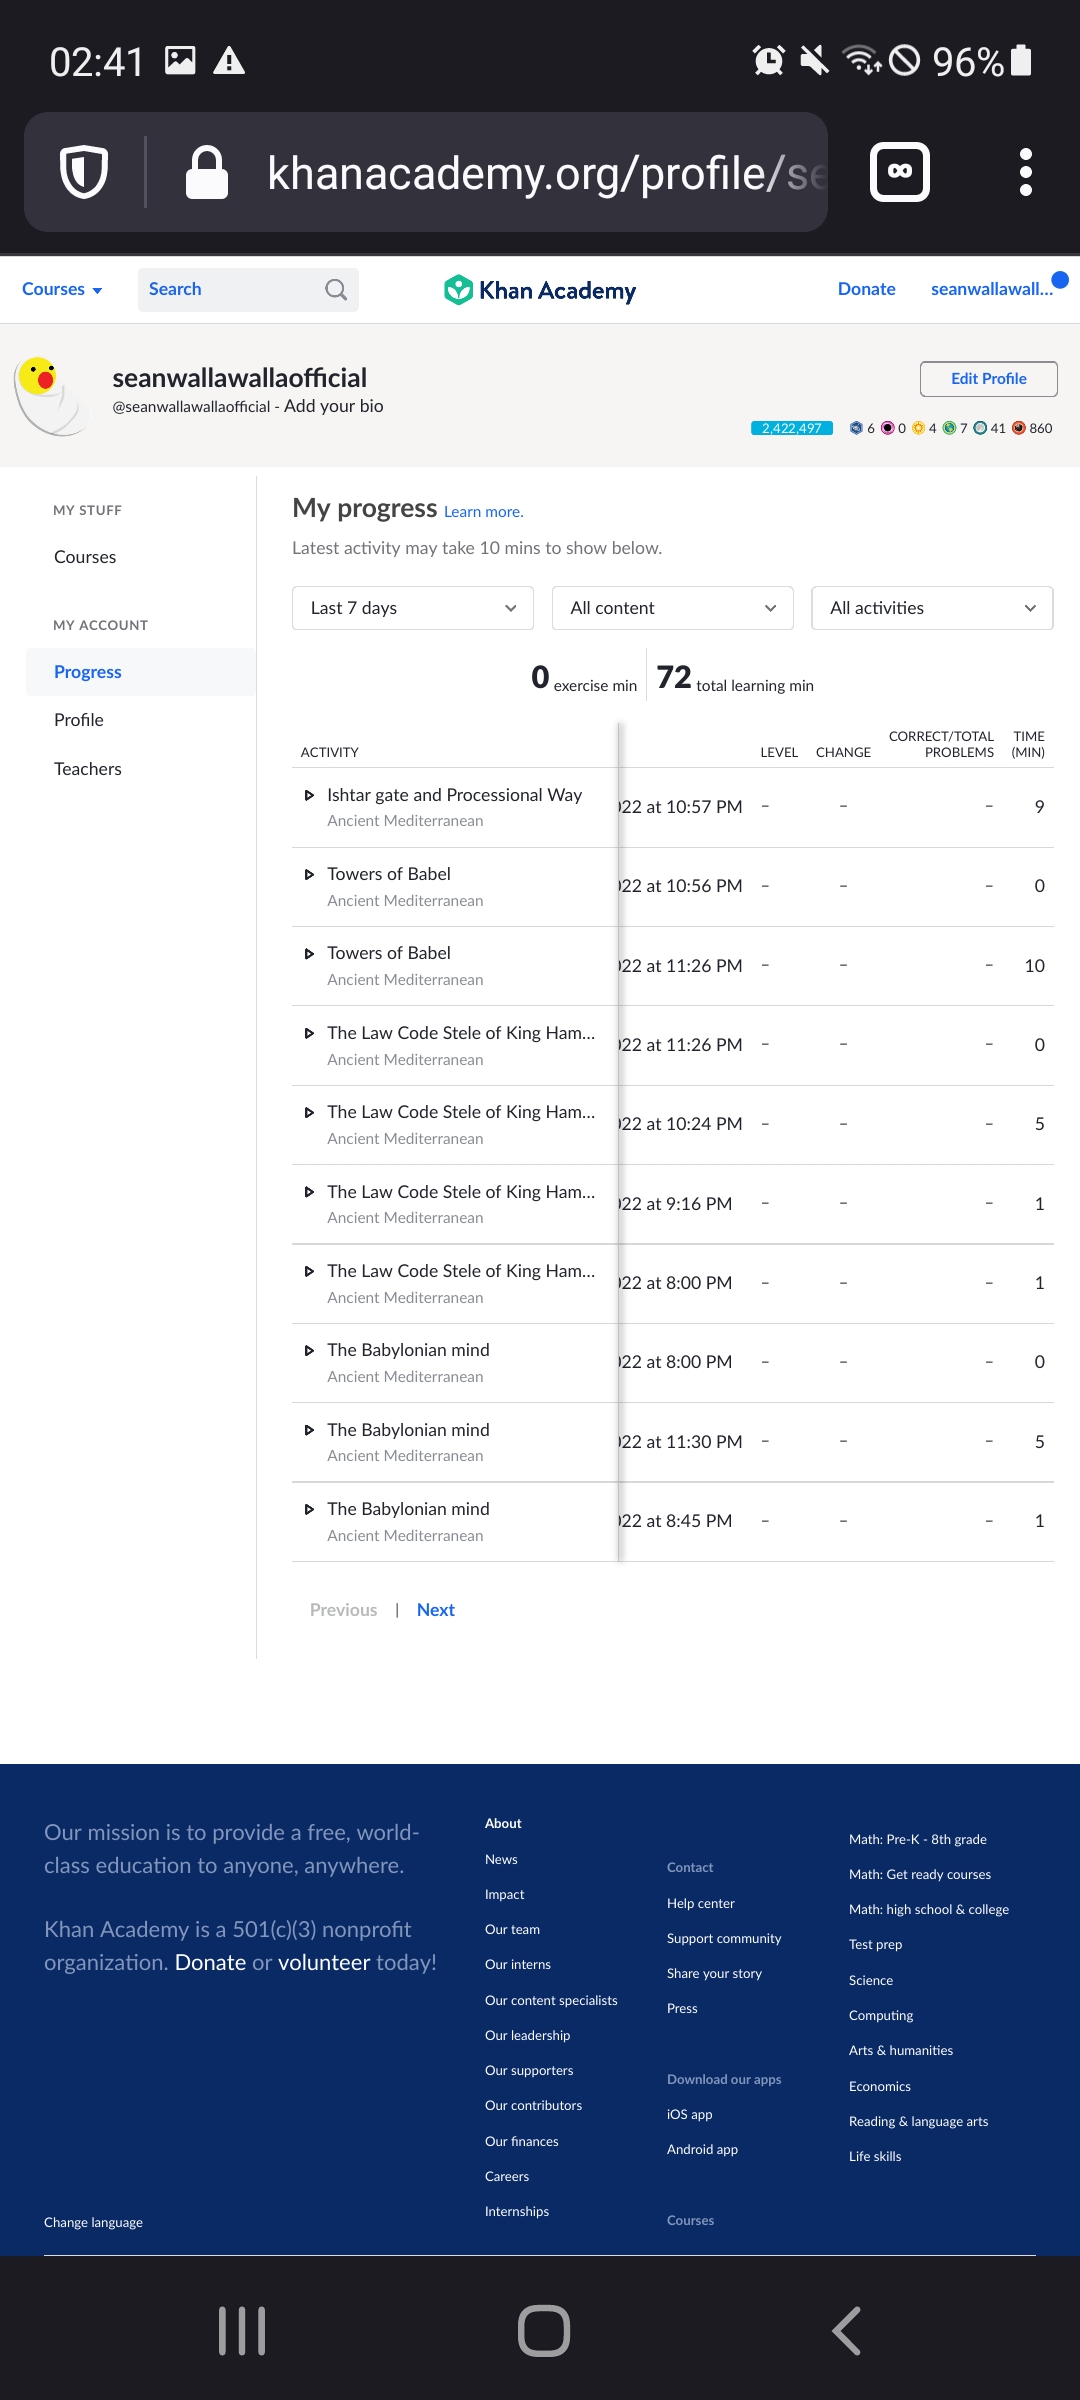 02:41
96%
khanacademy.org/profile/se
Courses
Search
Khan Academy
Donate
seanwallawall...
seanwallawallaofficial
@seanwallawallaofficial - Add your bio
Edit Profile
2,422,497 6 0 4 7 41 860
MY STUFF
Courses
MY ACCOUNT
Progress
Profile
Teachers
My progress Learn more.
Latest activity may take 10 mins to show below.
Last 7 days
All content
All activities
0 exercise min
72 total learning min
ACTIVITY LEVEL CHANGE CORRECT/TOTAL PROBLEMS TIME (MIN)
Ishtar gate and Processional Way
Ancient Mediterranean
022 at 10:57 PM – – – 9
Towers of Babel
Ancient Mediterranean
022 at 10:56 PM – – – 0
Towers of Babel
Ancient Mediterranean
022 at 11:26 PM – – – 10
The Law Code Stele of King Ham...
Ancient Mediterranean
022 at 11:26 PM – – – 0
The Law Code Stele of King Ham...
Ancient Mediterranean
022 at 10:24 PM – – – 5
The Law Code Stele of King Ham...
Ancient Mediterranean
022 at 9:16 PM – – – 1
The Law Code Stele of King Ham...
Ancient Mediterranean
022 at 8:00 PM – – – 1
The Babylonian mind
Ancient Mediterranean
022 at 8:00 PM – – – 0
The Babylonian mind
Ancient Mediterranean
022 at 11:30 PM – – – 5
The Babylonian mind
Ancient Mediterranean
022 at 8:45 PM – – – 1
Previous | Next
Our mission is to provide a free, world-
class education to anyone, anywhere.
Khan Academy is a 501(c)(3) nonprofit
organization. Donate or volunteer today!
About
News
Impact
Our team
Our interns
Our content specialists
Our leadership
Our supporters
Our contributors
Our finances
Careers
Internships
Contact
Help center
Support community
Share your story
Press
Download our apps
iOS app
Android app
Courses
Math: Pre-K - 8th grade
Math: Get ready courses
Math: high school & college
Test prep
Science
Computing
Arts & humanities
Economics
Reading & language arts
Life skills
Change language